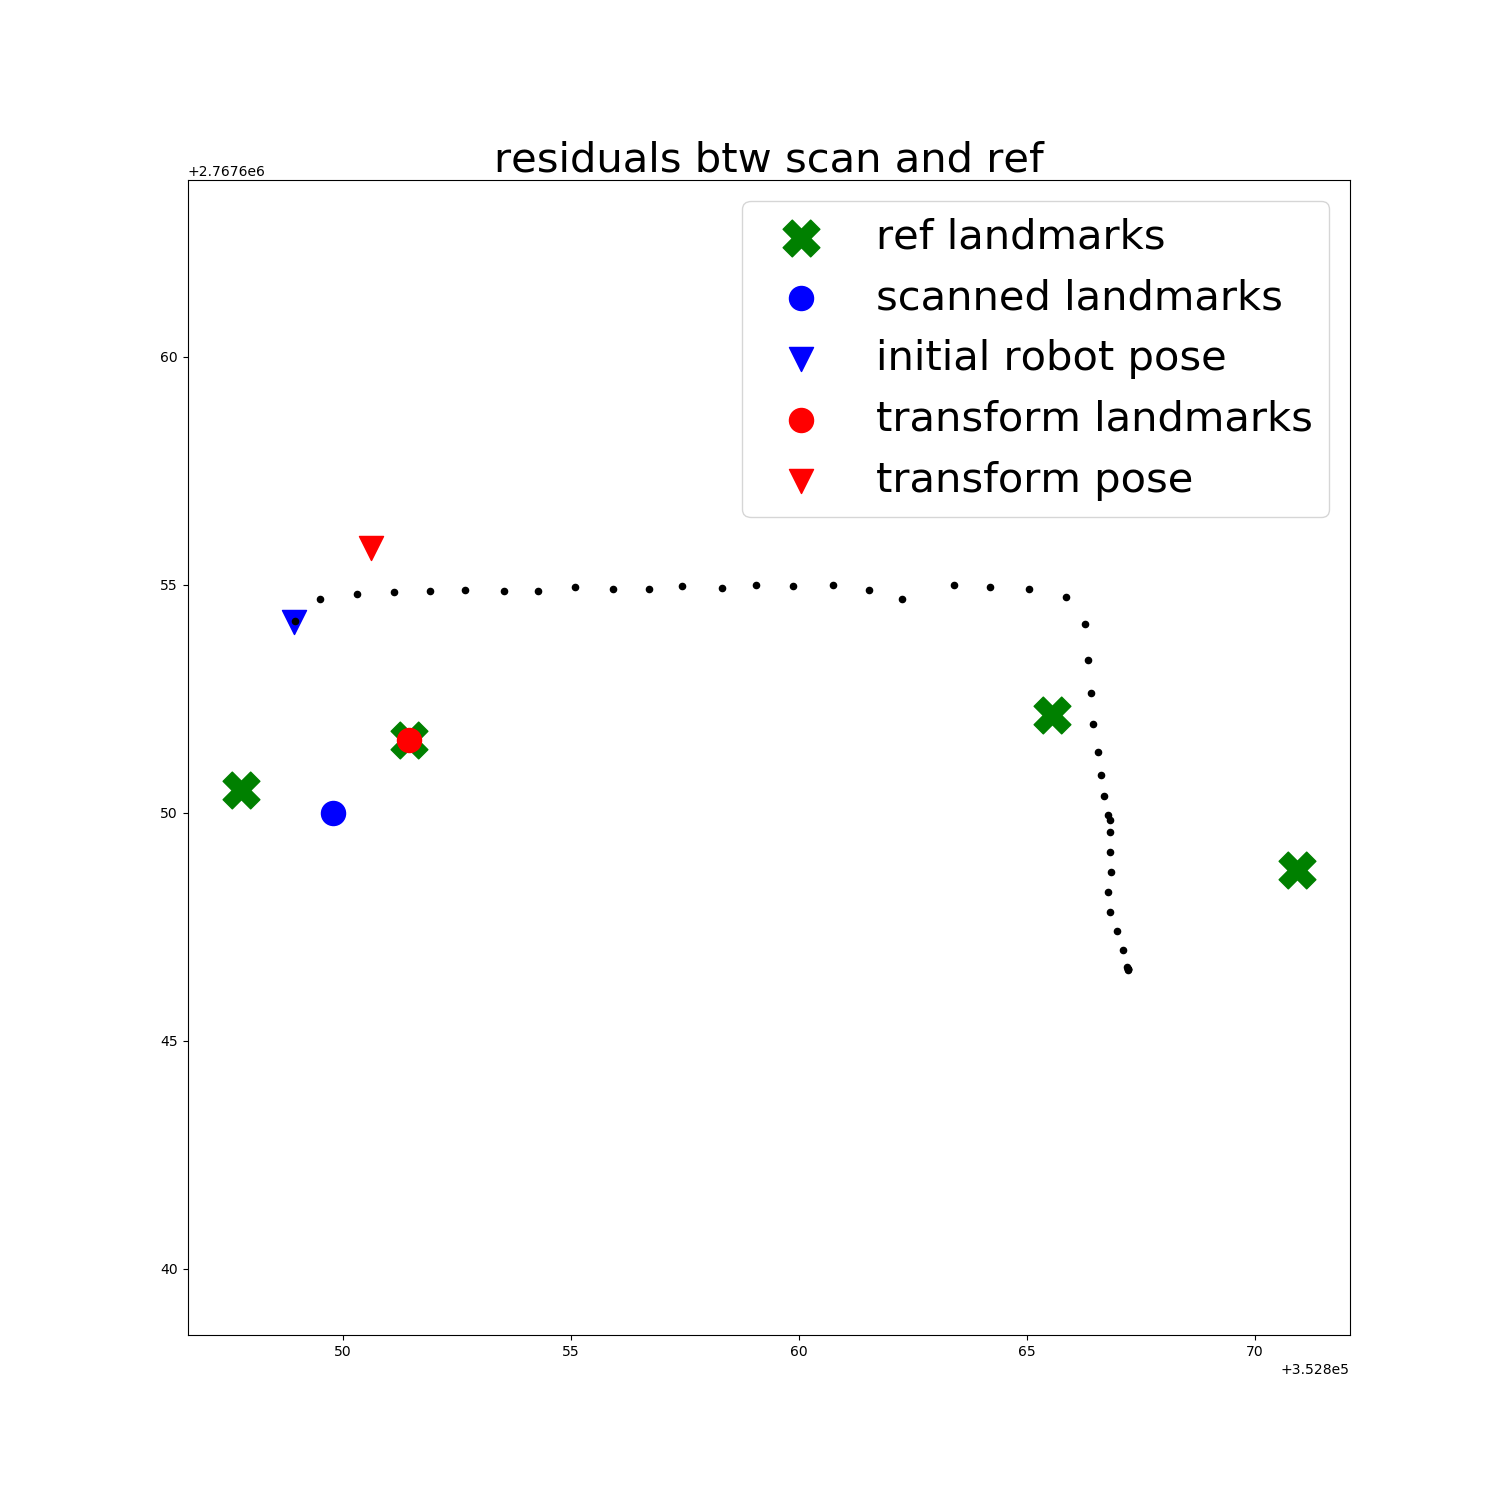 residuals btw scan and ref
+2.7676e6
ref landmarks
scanned landmarks
initial robot pose
transform landmarks
transform pose
60
55
50
45
40
50 55 60 65 70
+3.528e5